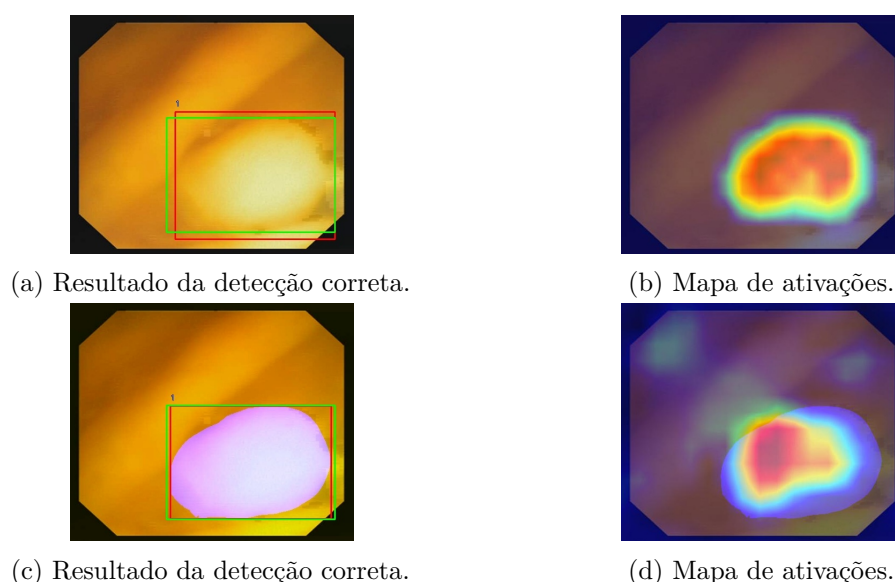 1
(a) Resultado da detecção correta.
(b) Mapa de ativações.
1
(c) Resultado da detecção correta.
(d) Mapa de ativações.